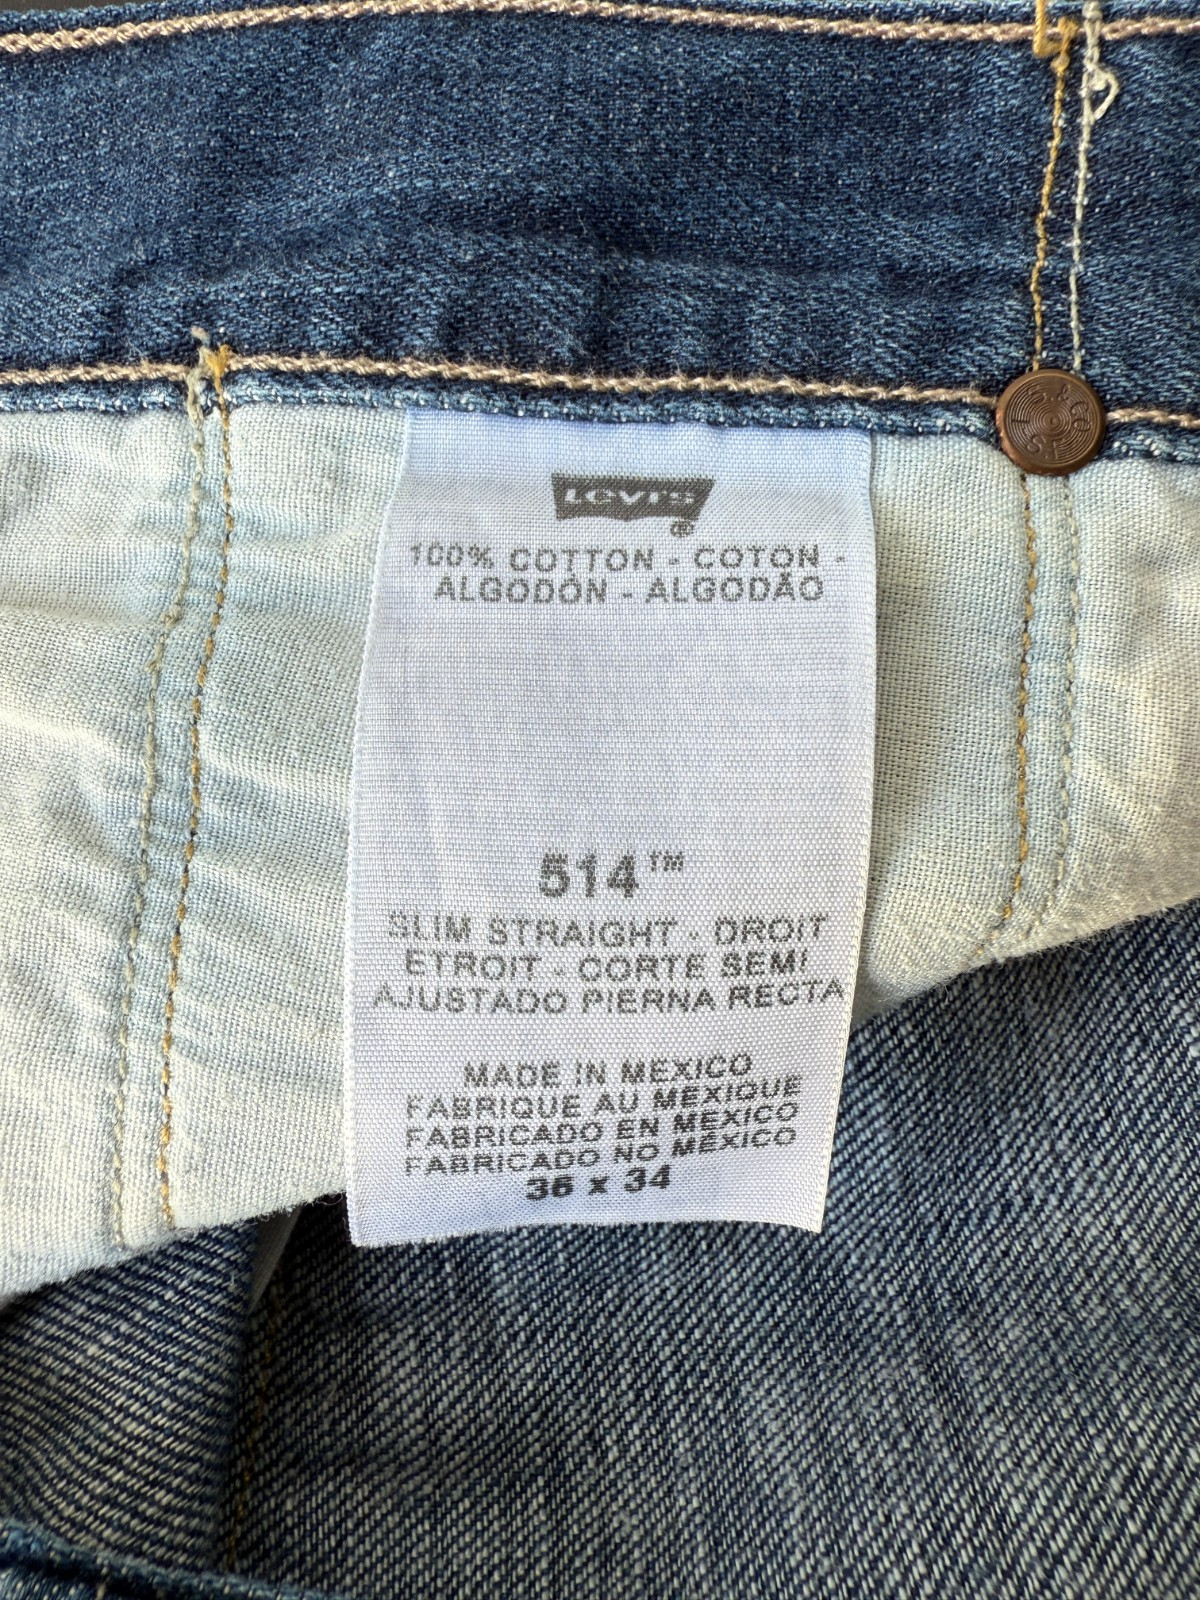 Levi's
®
100% COTTON - COTON -
ALGODÓN - ALGODÃO
514™
SLIM STRAIGHT - DROIT
ETROIT - CORTE SEMI
AJUSTADO PIERNA RECTA
MADE IN MEXICO
FABRIQUE AU MEXIQUE
FABRICADO EN MEXICO
FABRICADO NO MÉXICO
36 x 34
L.S.&CO